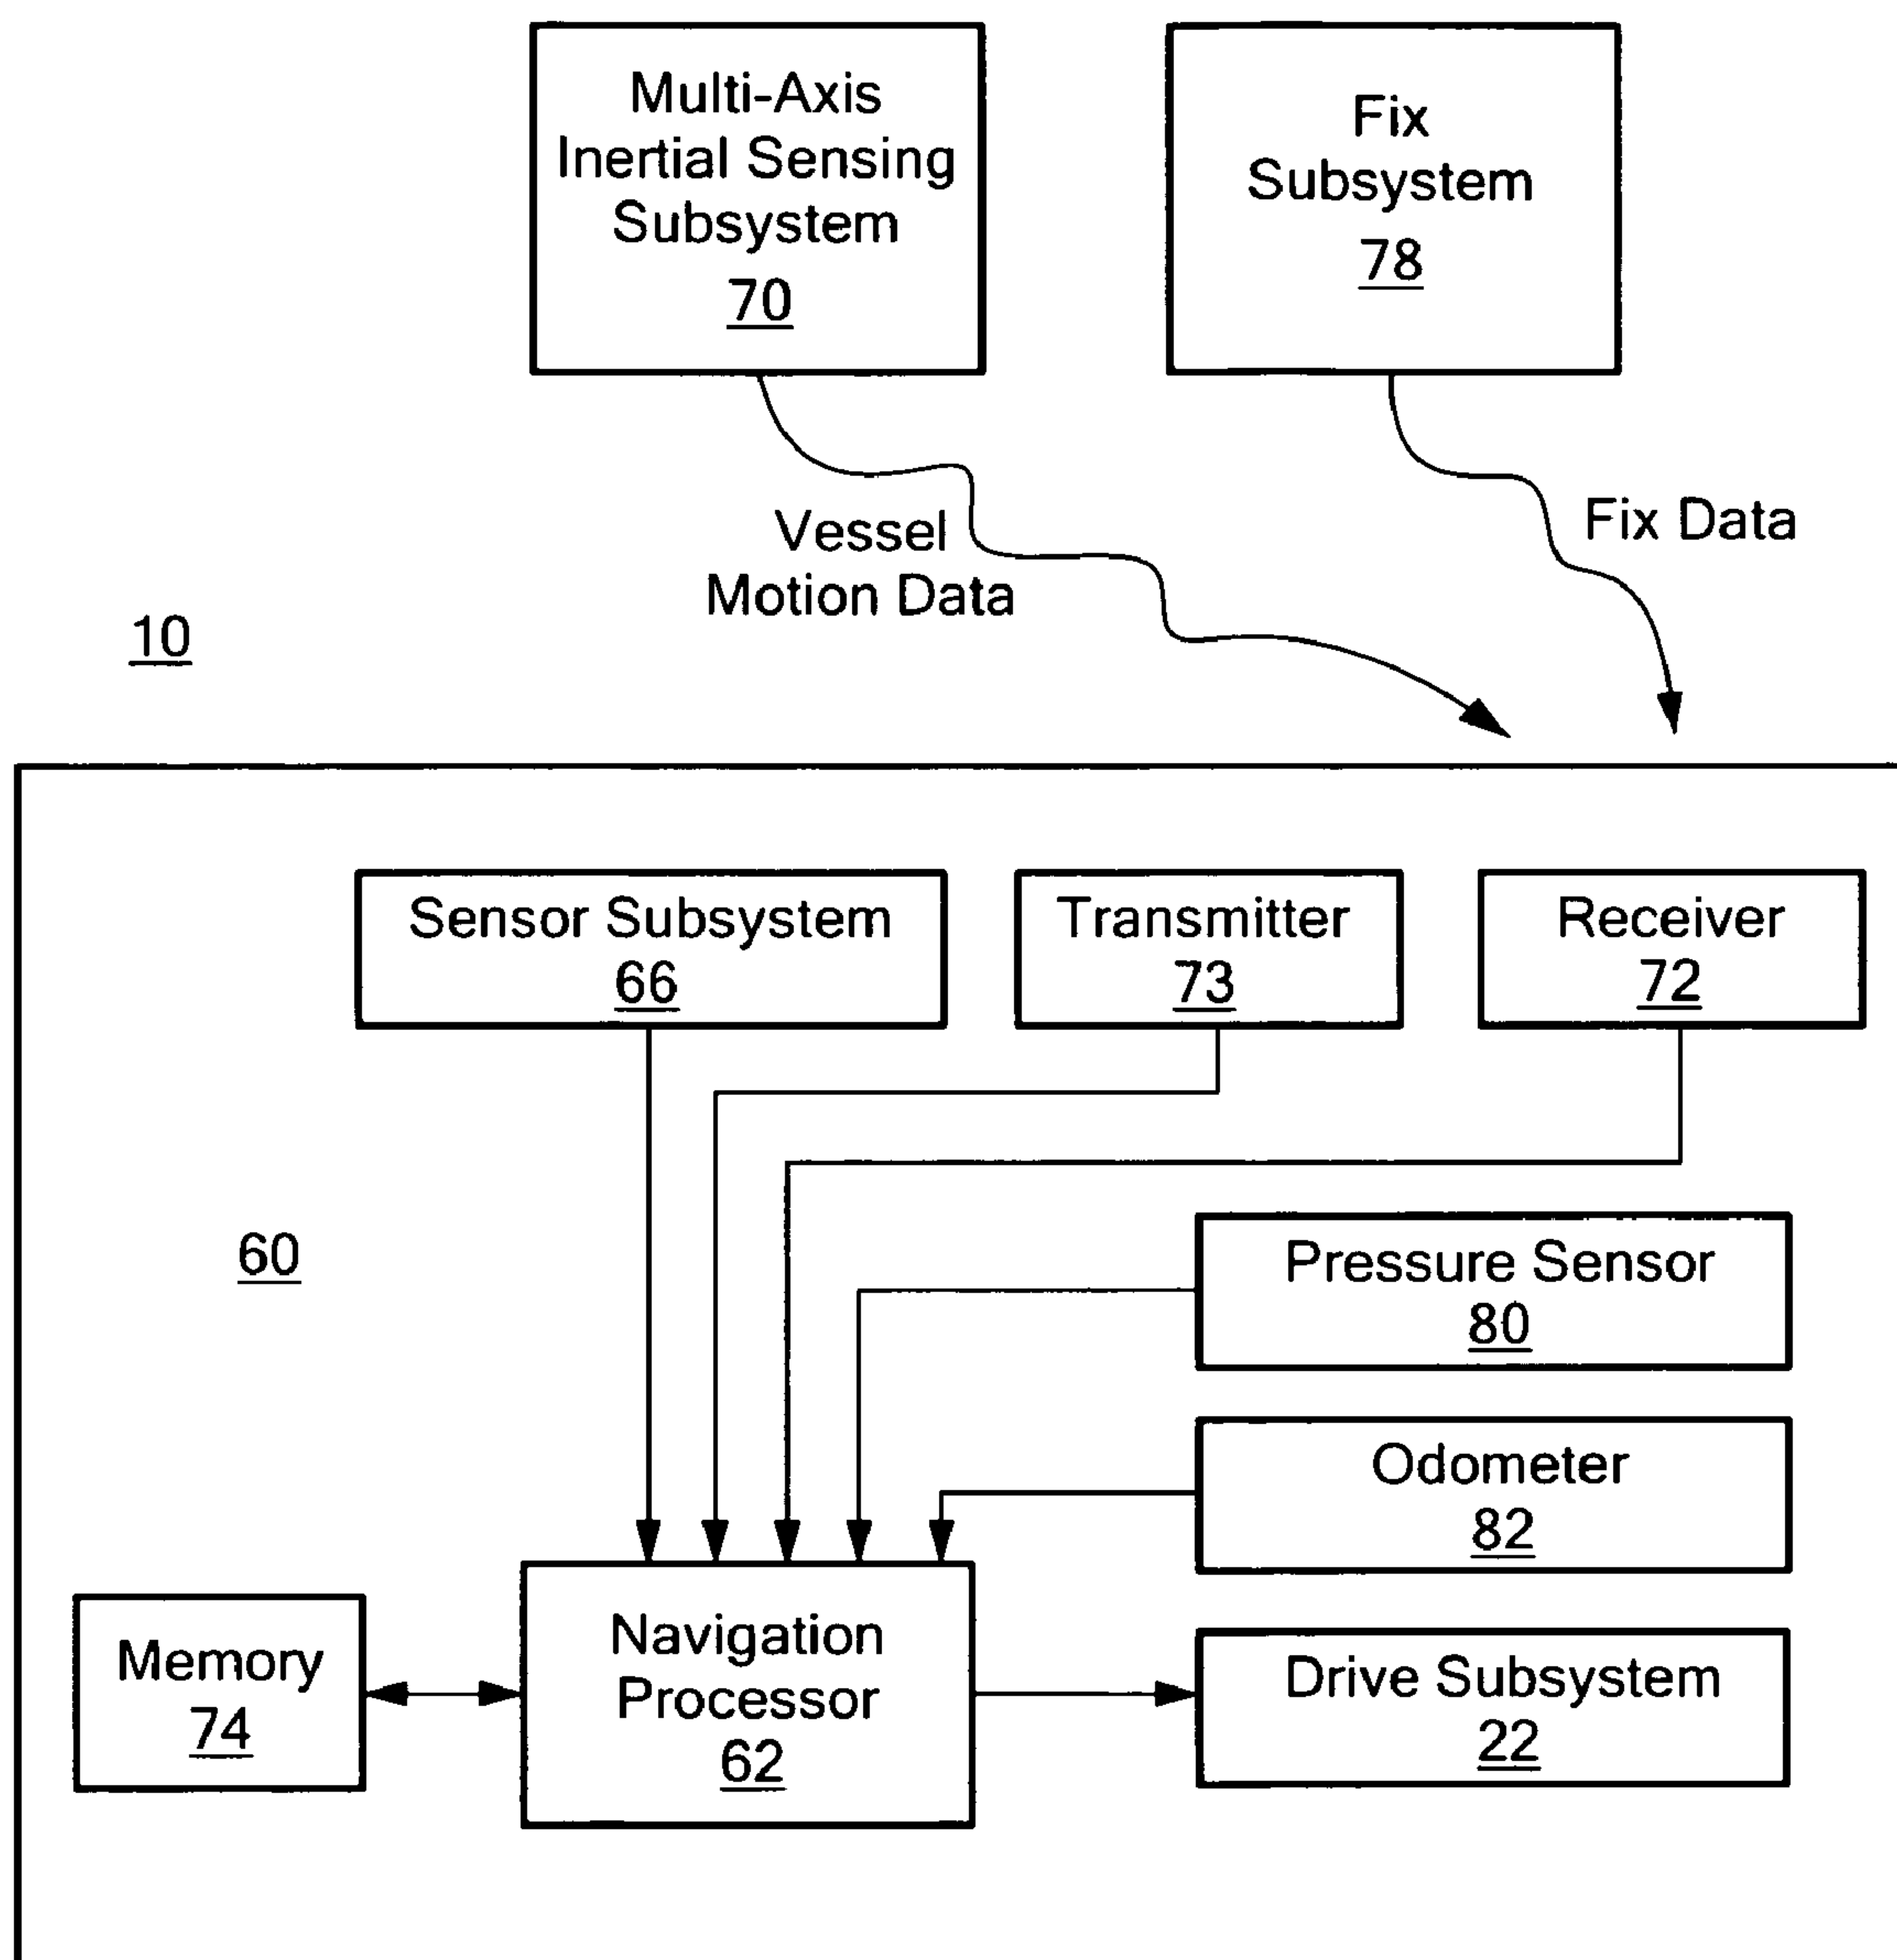 Multi-Axis
Inertial Sensing
Subsystem
70
Fix
Subsystem
78
Vessel
Motion Data
Fix Data
10
Sensor Subsystem
66
Transmitter
73
Receiver
72
60
Pressure Sensor
80
Odometer
82
Memory
74
Navigation
Processor
62
Drive Subsystem
22